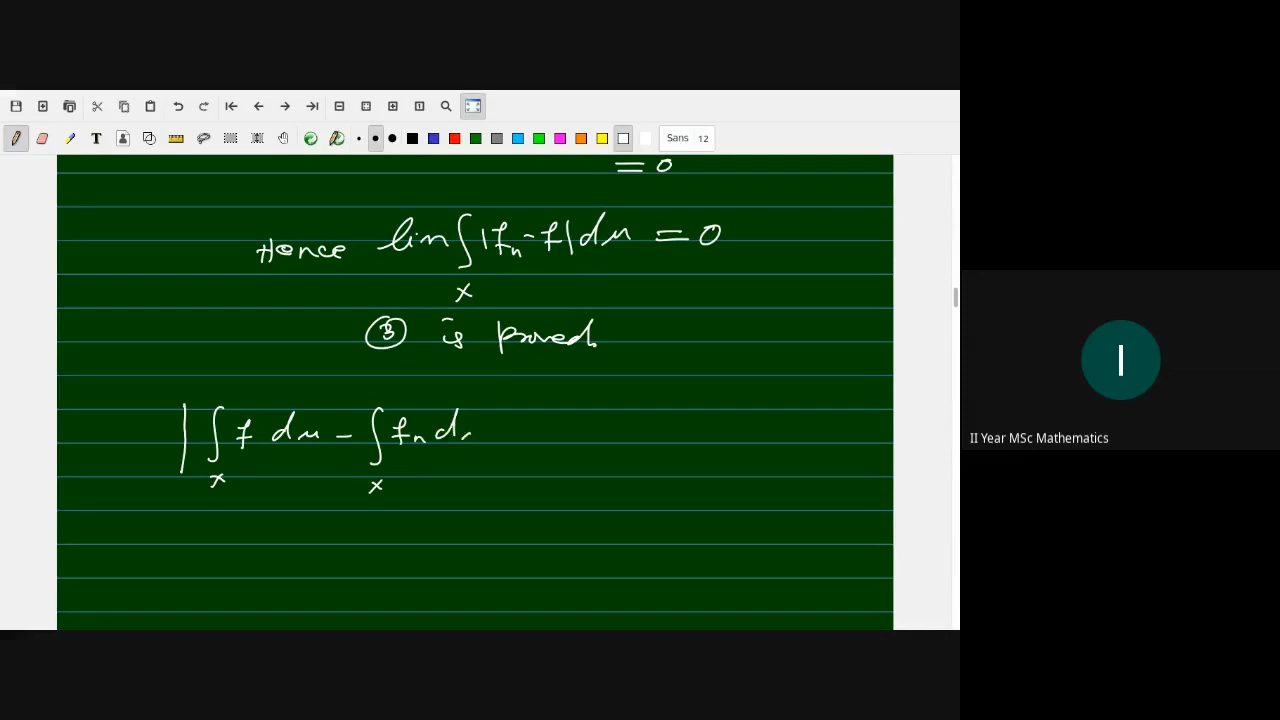 Sans 12
= 0
Hence lim ∫ |fₙ - f| dμ = 0
x
③ is proved.
| ∫ f dμ - ∫ fₙ d
x x
I
II Year MSc Mathematics